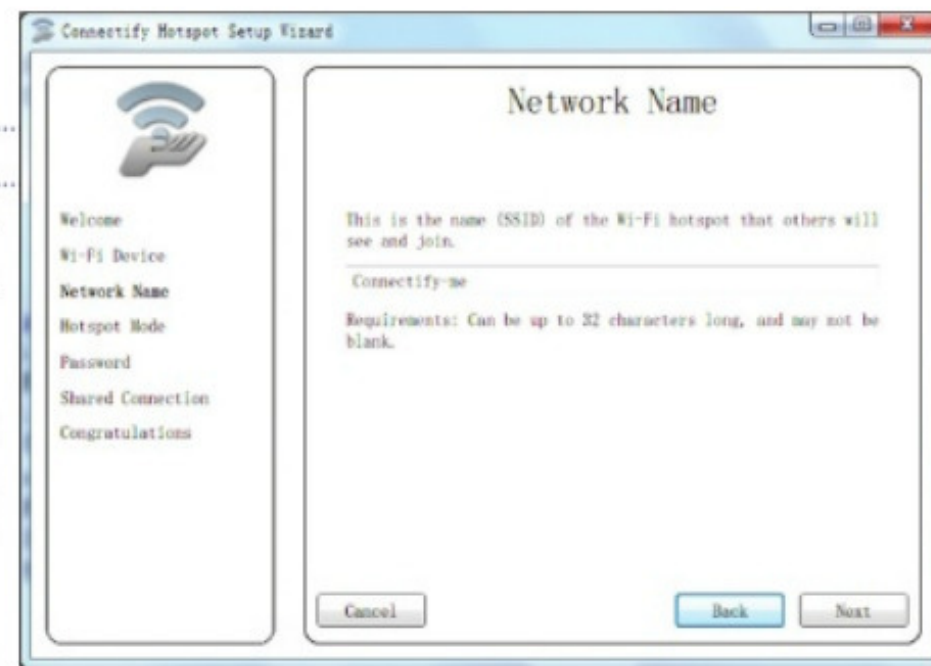 Connectify Hotspot Setup Wizard
Welcome
Wi-Fi Device
Network Name
Hotspot Mode
Password
Shared Connection
Congratulations
Network Name
This is the name (SSID) of the Wi-Fi hotspot that others will
see and join.
Connectify-me
Requirements: Can be up to 32 characters long, and may not be
blank.
Cancel
Back
Next